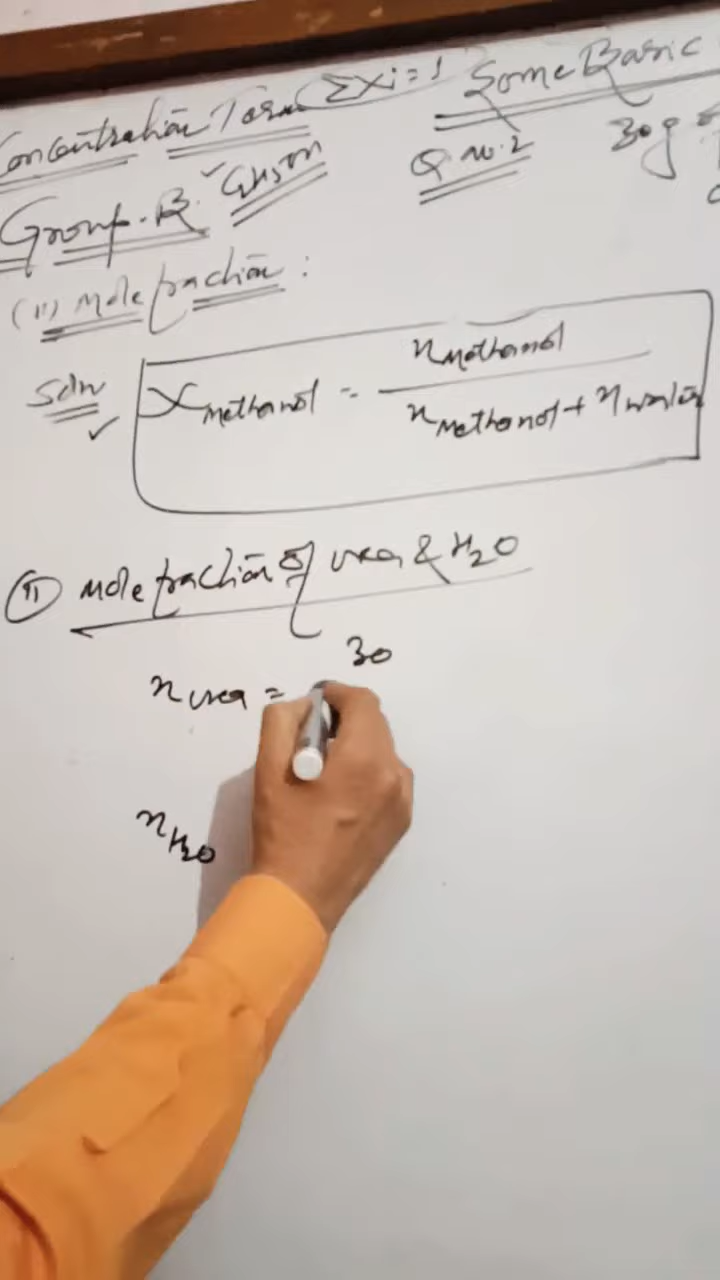 Concentration Term ΣXi = 1 Some Basic
Q no. 2 30g
Group. B.
(ii) Mole fraction :
Soln
X Methanol = n Methanol / n Methanol + n water
(ii) mole fraction of urea & H2O
n urea = 30
n H2O